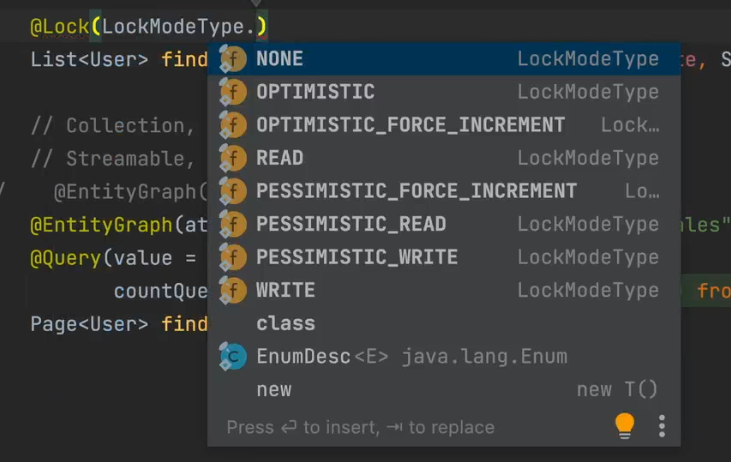 @Lock(LockModeType.)
List<User> find te, S
NONE LockModeType
OPTIMISTIC LockModeType
OPTIMISTIC_FORCE_INCREMENT Lock…
READ LockModeType
PESSIMISTIC_FORCE_INCREMENT Lo…
PESSIMISTIC_READ LockModeType
PESSIMISTIC_WRITE LockModeType
WRITE LockModeType
class
EnumDesc<E> java.lang.Enum
new new T()
Press ⏎ to insert, ⇥ to replace
// Collection,
// Streamable,
/ @EntityGraph(
@EntityGraph(at les"
@Query(value =
countQue fro
Page<User> find